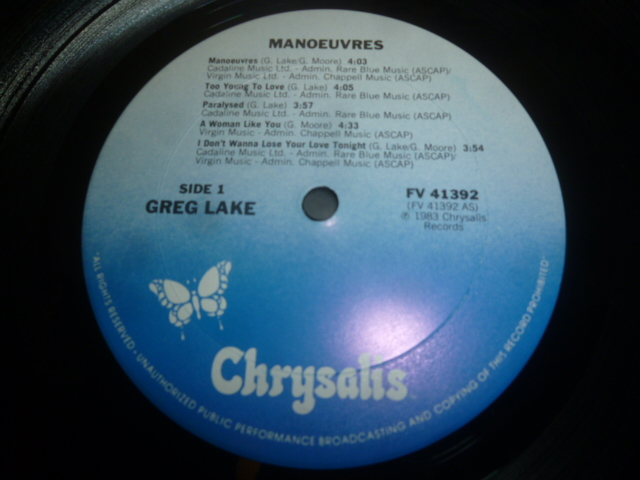 MANOEUVRES
Manoeuvres (G. Lake/G. Moore) 4:03
Cadaline Music Ltd. - Admin. Rare Blue Music (ASCAP)/
Virgin Music Ltd. - Admin. Chappell Music (ASCAP)
Too Young To Love (G. Lake) 4:05
Cadaline Music Ltd. - Admin. Rare Blue Music (ASCAP)
Paralysed (G. Lake) 3:57
Cadaline Music Ltd. - Admin. Rare Blue Music (ASCAP)
A Woman Like You (G. Moore) 4:33
Virgin Music - Admin. Chappell Music (ASCAP)
I Don't Wanna Lose Your Love Tonight (G. Lake/G. Moore) 3:54
Cadaline Music Ltd. - Admin. Rare Blue Music (ASCAP)/
Virgin Music - Admin. Chappell Music (ASCAP)
SIDE 1
GREG LAKE
FV 41392
(FV 41392 AS)
℗ 1983 Chrysalis
Records
Chrysalis
"ALL RIGHTS RESERVED - UNAUTHORIZED PUBLIC PERFORMANCE BROADCASTING AND COPYING OF THIS RECORD PROHIBITED"